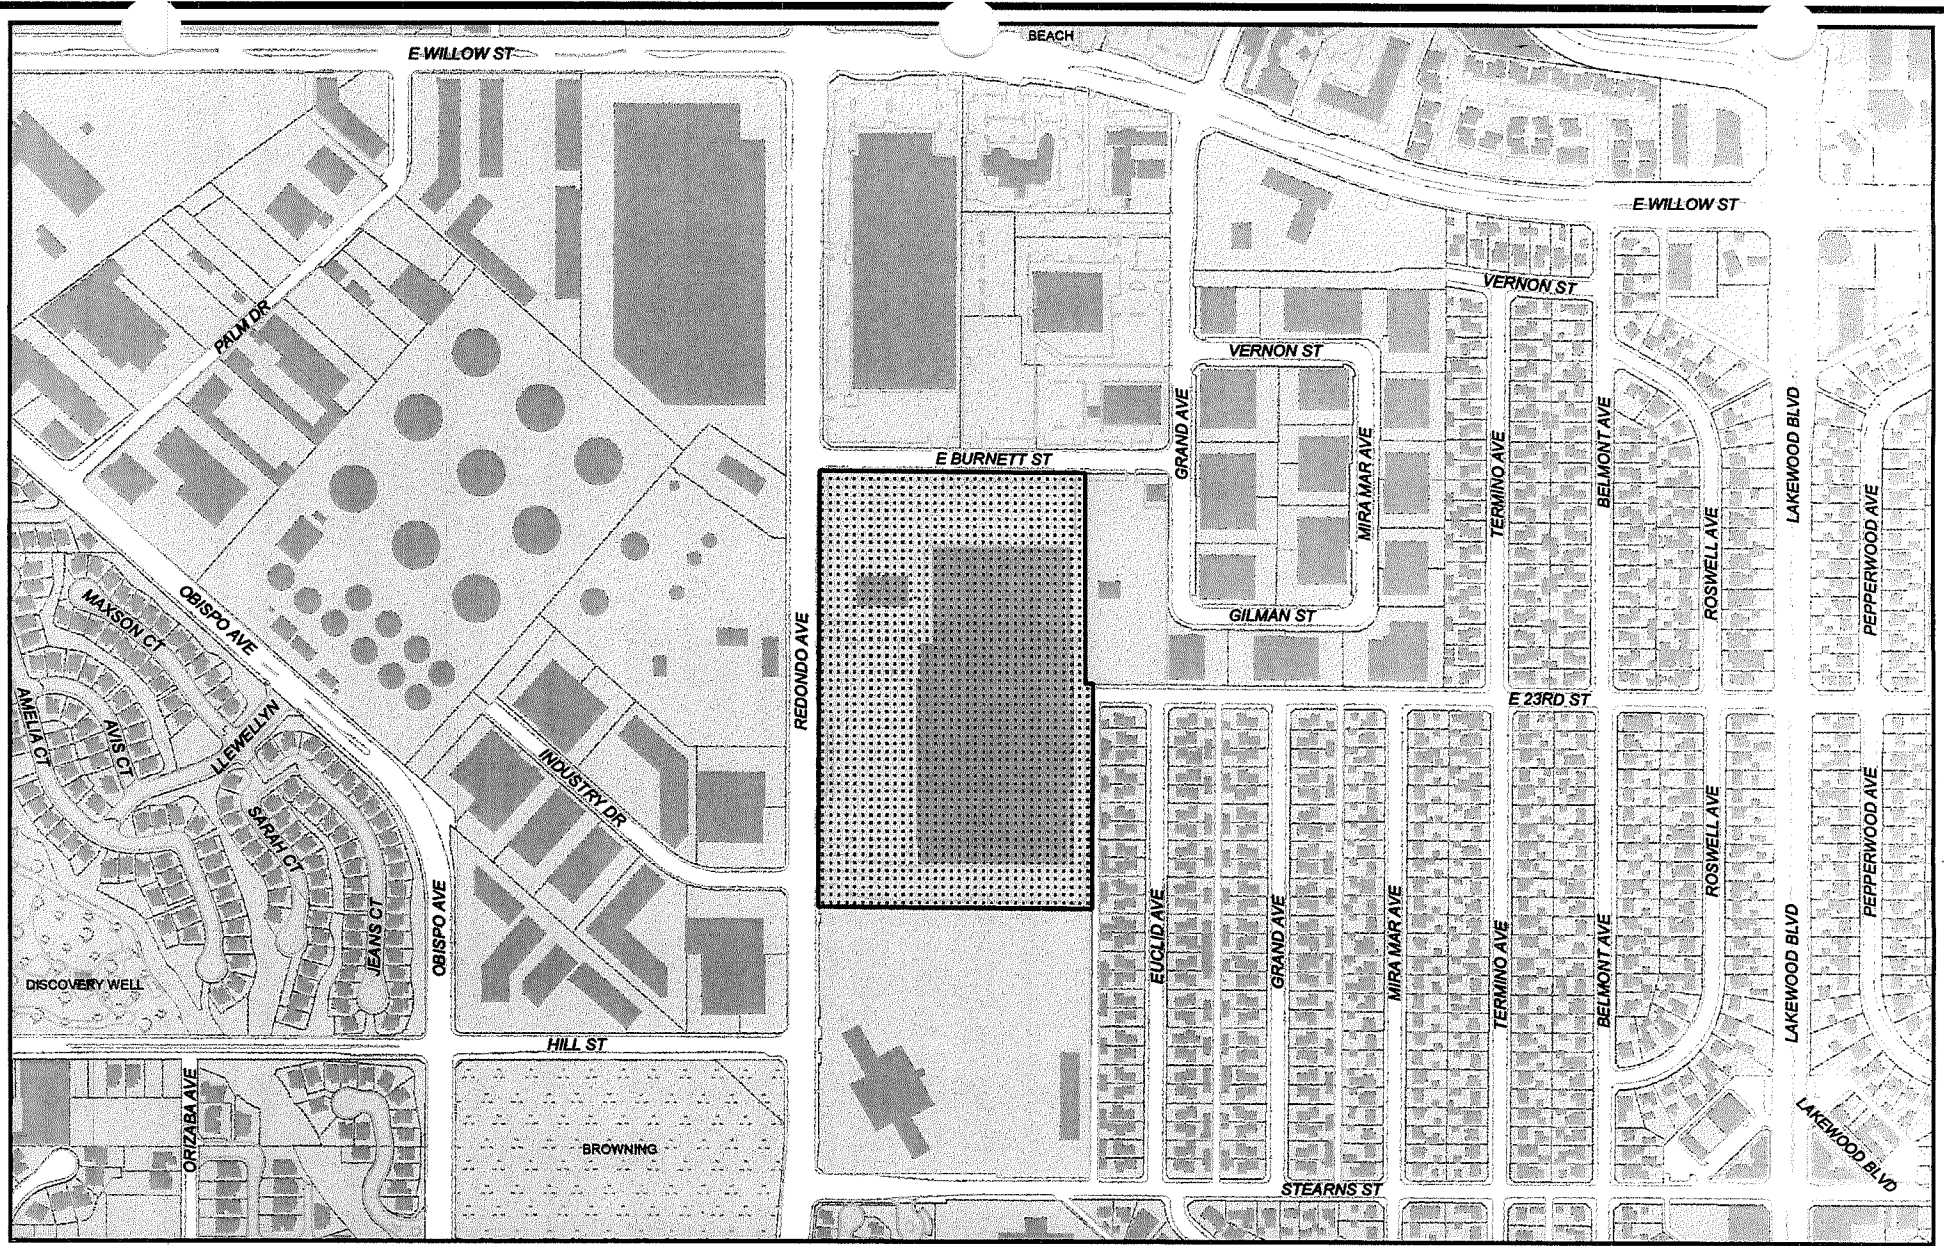 BEACH
E WILLOW ST
E WILLOW ST
VERNON ST
PALM DR
VERNON ST
GRAND AVE
LAKEWOOD BLVD
BELMONT AVE
E BURNETT ST
TERMINO AVE
MIRA MAR AVE
PEPPERWOOD AVE
ROSWELL AVE
OBISPO AVE
MAXSON CT
GILMAN ST
REDONDO AVE
E 23RD ST
AMELIA CT
AVIS CT
LLEWELLYN
INDUSTRY DR
SARAH CT
ROSWELL AVE
PEPPERWOOD AVE
JEANS CT
OBISPO AVE
EUCLID AVE
GRAND AVE
MIRA MAR AVE
TERMINO AVE
BELMONT AVE
LAKEWOOD BLVD
DISCOVERY WELL
HILL ST
ORIZABA AVE
BROWNING
LAKEWOOD BLVD
STEARNS ST